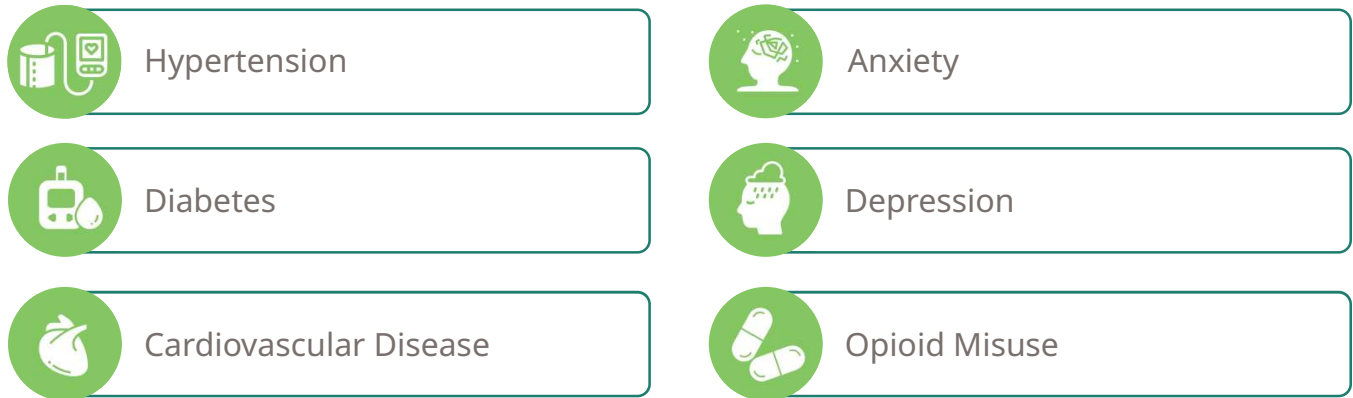 Hypertension
Anxiety
Diabetes
Depression
Cardiovascular Disease
Opioid Misuse